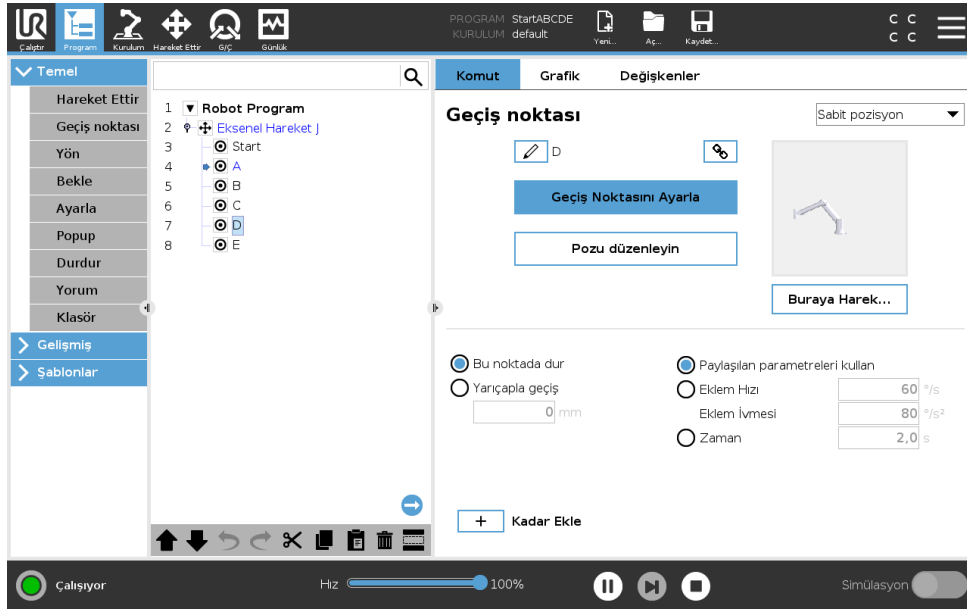 UR
PROGRAM StartABCDE
KURULUM default
Çalıştır Program Kurulum Hareket Ettir G/Ç Günlük Yeni... Aç... Kaydet...
C C
C C
Temel
Hareket Ettir
Geçiş noktası
Yön
Bekle
Ayarla
Popup
Durdur
Yorum
Klasör
Gelişmiş
Şablonlar
1 Robot Program
2 Eksenel Hareket J
3 Start
4 A
5 B
6 C
7 D
8 E
Komut Grafik Değişkenler
Geçiş noktası Sabit pozisyon
D
Geçiş Noktasını Ayarla
Pozu düzenleyin
Buraya Harek...
Bu noktada dur
Yarıçapla geçiş
0 mm
Paylaşılan parametreleri kullan
Eklem Hızı 60 °/s
Eklem İvmesi 80 °/s²
Zaman 2,0 s
+ Kadar Ekle
Çalışıyor Hız 100% Simülasyon